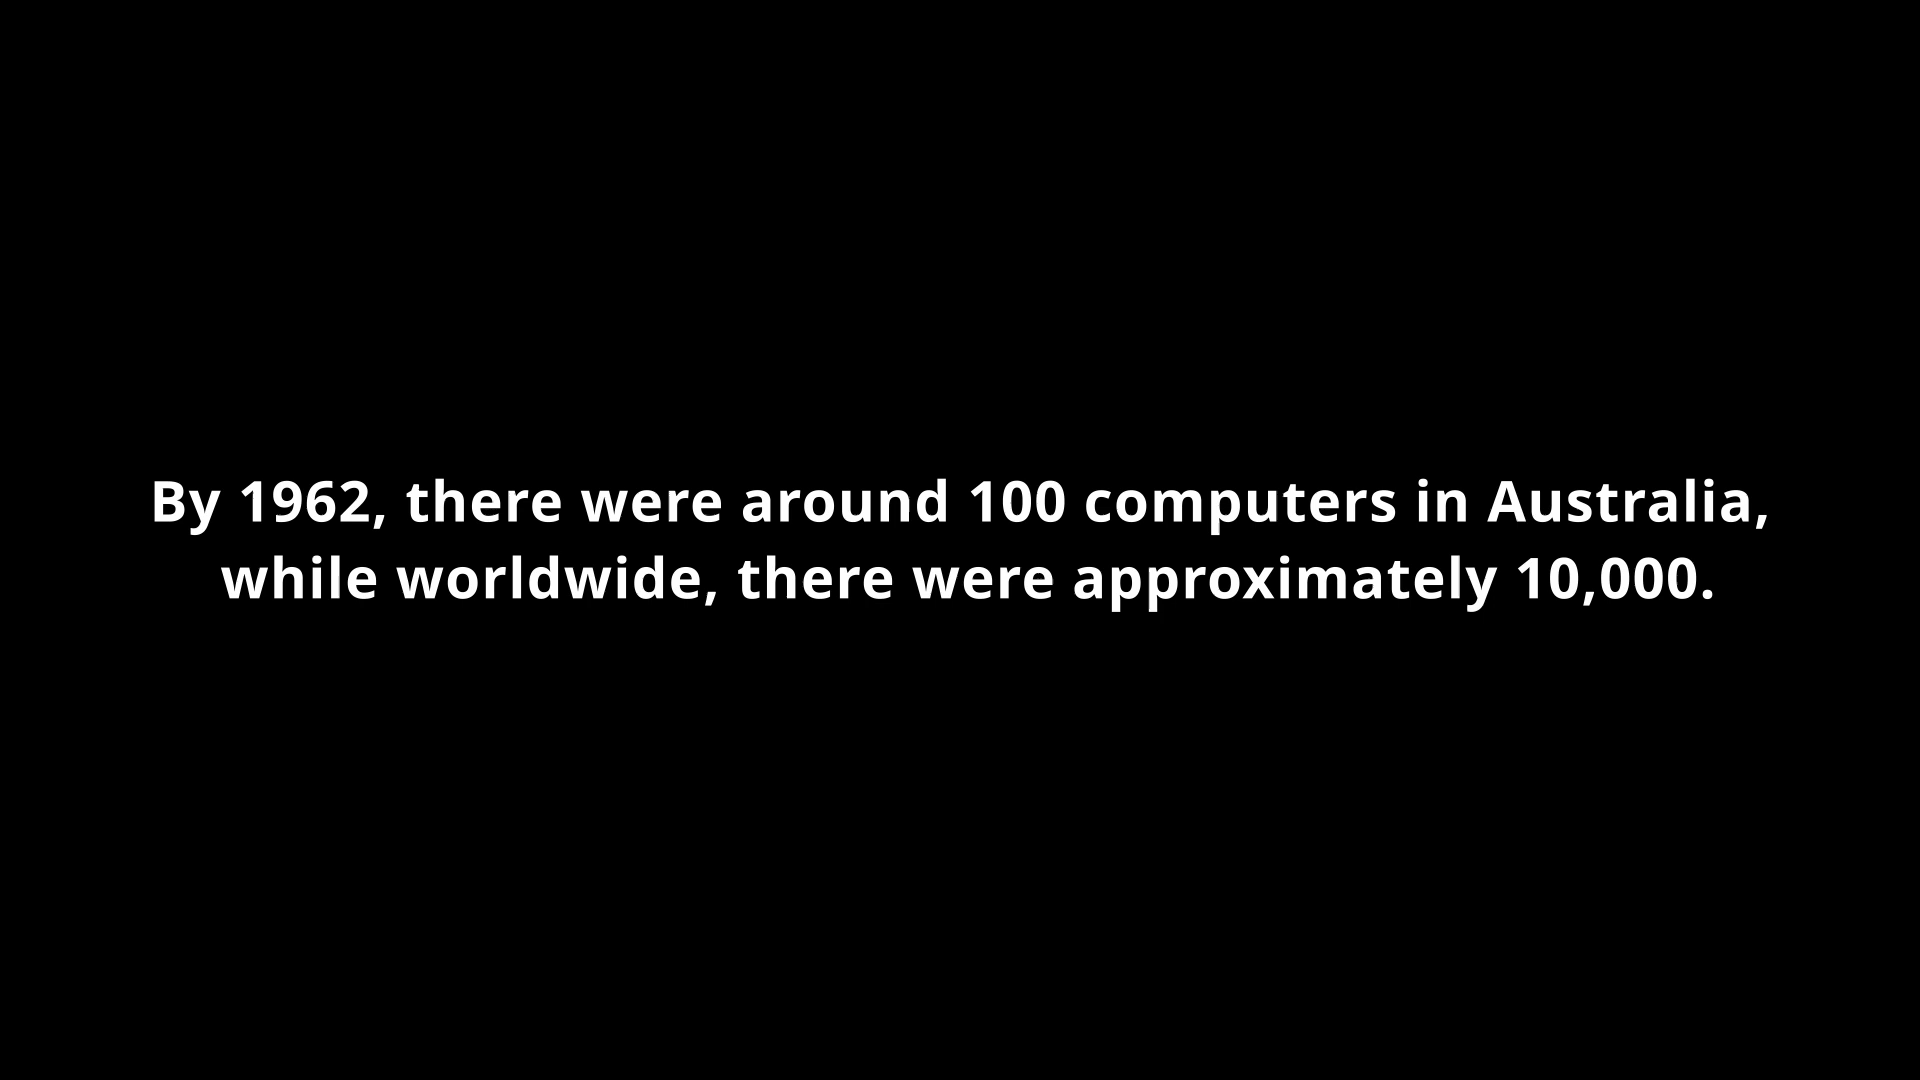 By 1962, there were around 100 computers in Australia,
while worldwide, there were approximately 10,000.